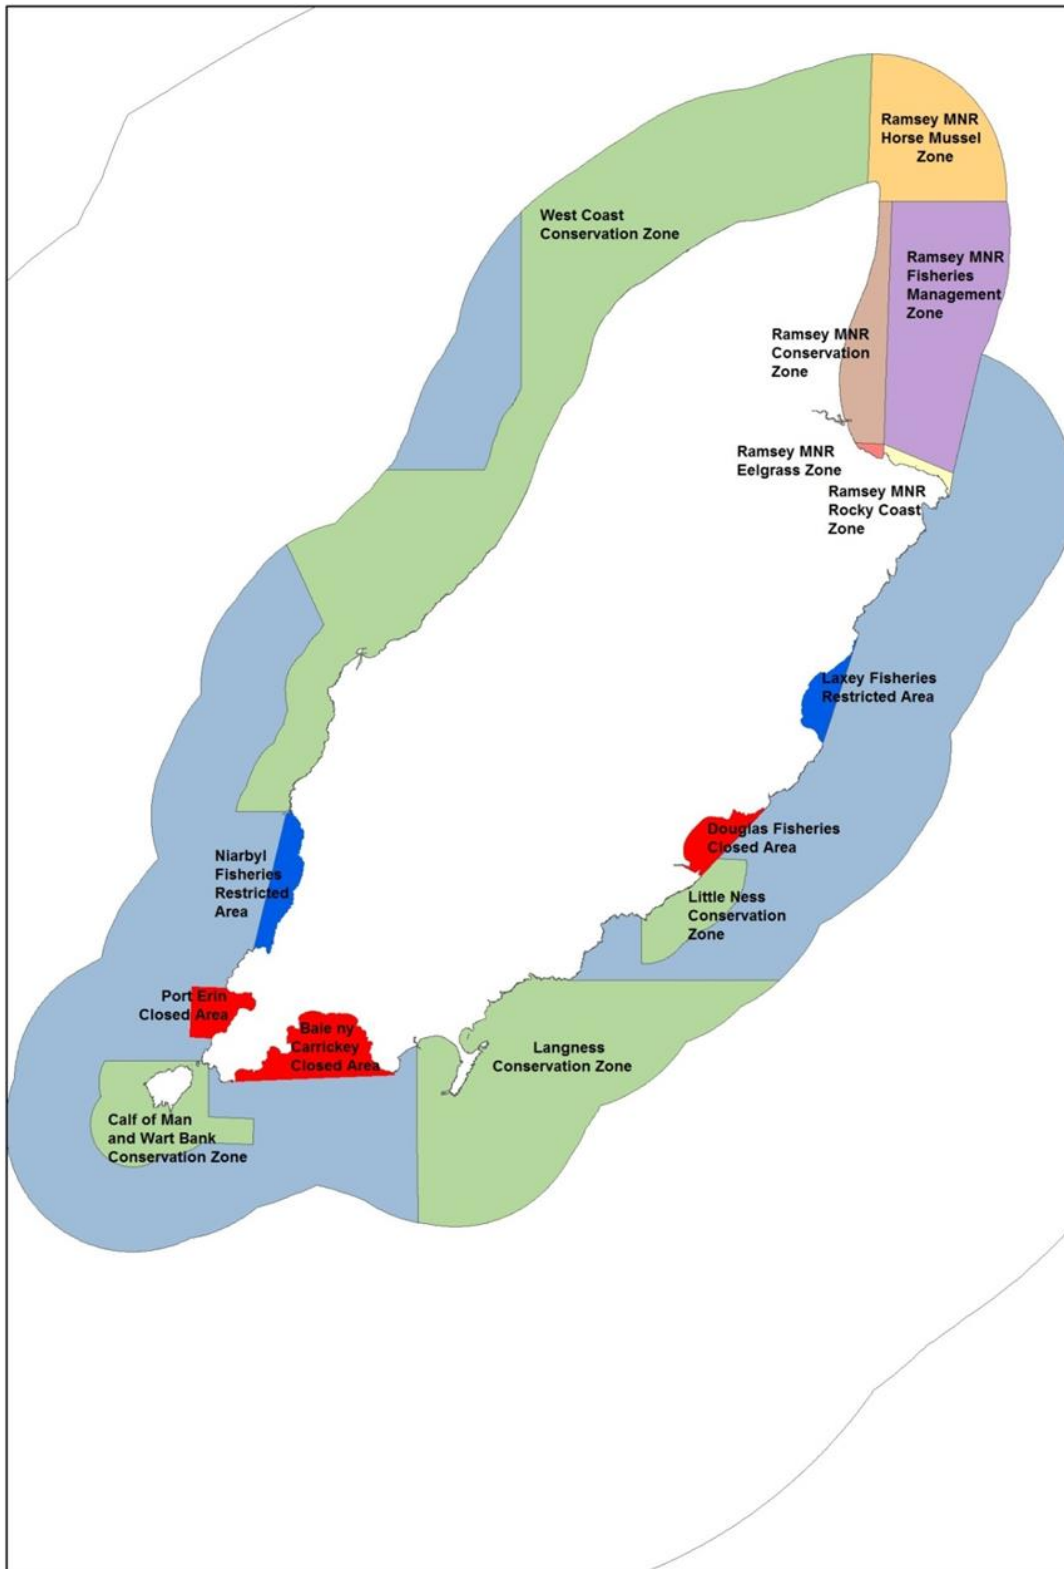 Ramsey MNR
Horse Mussel
Zone
West Coast
Conservation Zone
Ramsey MNR
Fisheries
Management
Zone
Ramsey MNR
Conservation
Zone
Ramsey MNR
Eelgrass Zone
Ramsey MNR
Rocky Coast
Zone
Laxey Fisheries
Restricted Area
Douglas Fisheries
Closed Area
Niarbyl
Fisheries
Restricted
Area
Little Ness
Conservation
Zone
Port Erin
Closed Area
Baie ny
Carrickey
Closed Area
Langness
Conservation Zone
Calf of Man
and Wart Bank
Conservation Zone